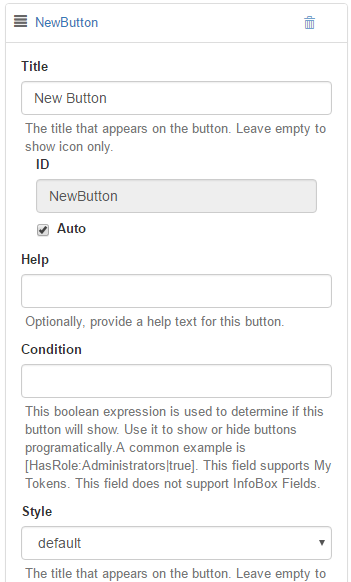 NewButton
Title
New Button
The title that appears on the button. Leave empty to
show icon only.
ID
NewButton
Auto
Help
Optionally, provide a help text for this button.
Condition
This boolean expression is used to determine if this
button will show. Use it to show or hide buttons
programatically.A common example is
[HasRole:Administrators|true]. This field supports My
Tokens. This field does not support InfoBox Fields.
Style
default
The title that appears on the button. Leave empty to